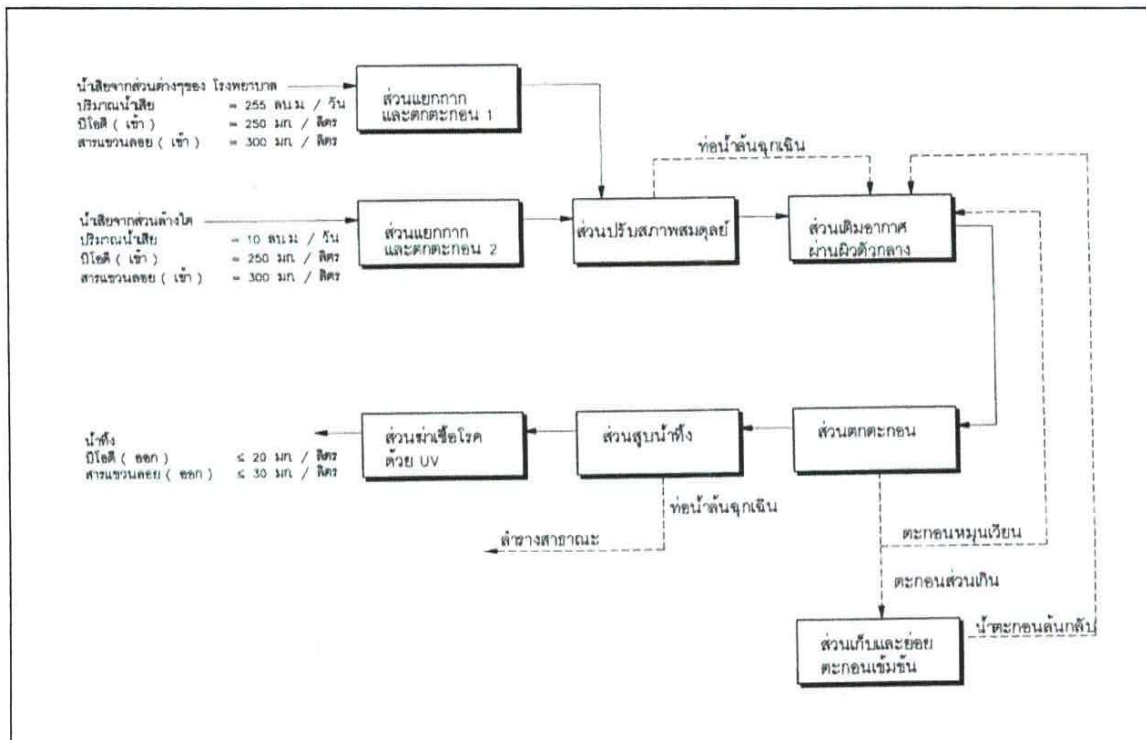 น้ำเสียจากส่วนต่างๆของ โรงพยาบาล
ปริมาณน้ำเสีย = 255 ลบ.ม. / วัน
บีโอดี ( เข้า ) = 250 มก. / ลิตร
สารแขวนลอย ( เข้า ) = 300 มก. / ลิตร
ส่วนแยกกาก
และตกตะกอน 1
ท่อน้ำล้นฉุกเฉิน
น้ำเสียจากส่วนล้างไต
ปริมาณน้ำเสีย = 10 ลบ.ม. / วัน
บีโอดี ( เข้า ) = 250 มก. / ลิตร
สารแขวนลอย ( เข้า ) = 300 มก. / ลิตร
ส่วนแยกกาก
และตกตะกอน 2
ส่วนปรับสภาพสมดุลย์
ส่วนเติมอากาศ
ผ่านผิวตัวกลาง
น้ำทิ้ง
บีโอดี ( ออก ) ≤ 20 มก. / ลิตร
สารแขวนลอย ( ออก ) ≤ 30 มก. / ลิตร
ส่วนฆ่าเชื้อโรค
ด้วย UV
ส่วนสูบน้ำทิ้ง
ส่วนตกตะกอน
ท่อน้ำล้นฉุกเฉิน
ลำรางสาธาณะ
ตะกอนหมุนเวียน
ตะกอนส่วนเกิน
น้ำตะกอนล้นกลับ
ส่วนเก็บและย่อย
ตะกอนเข้มข้น